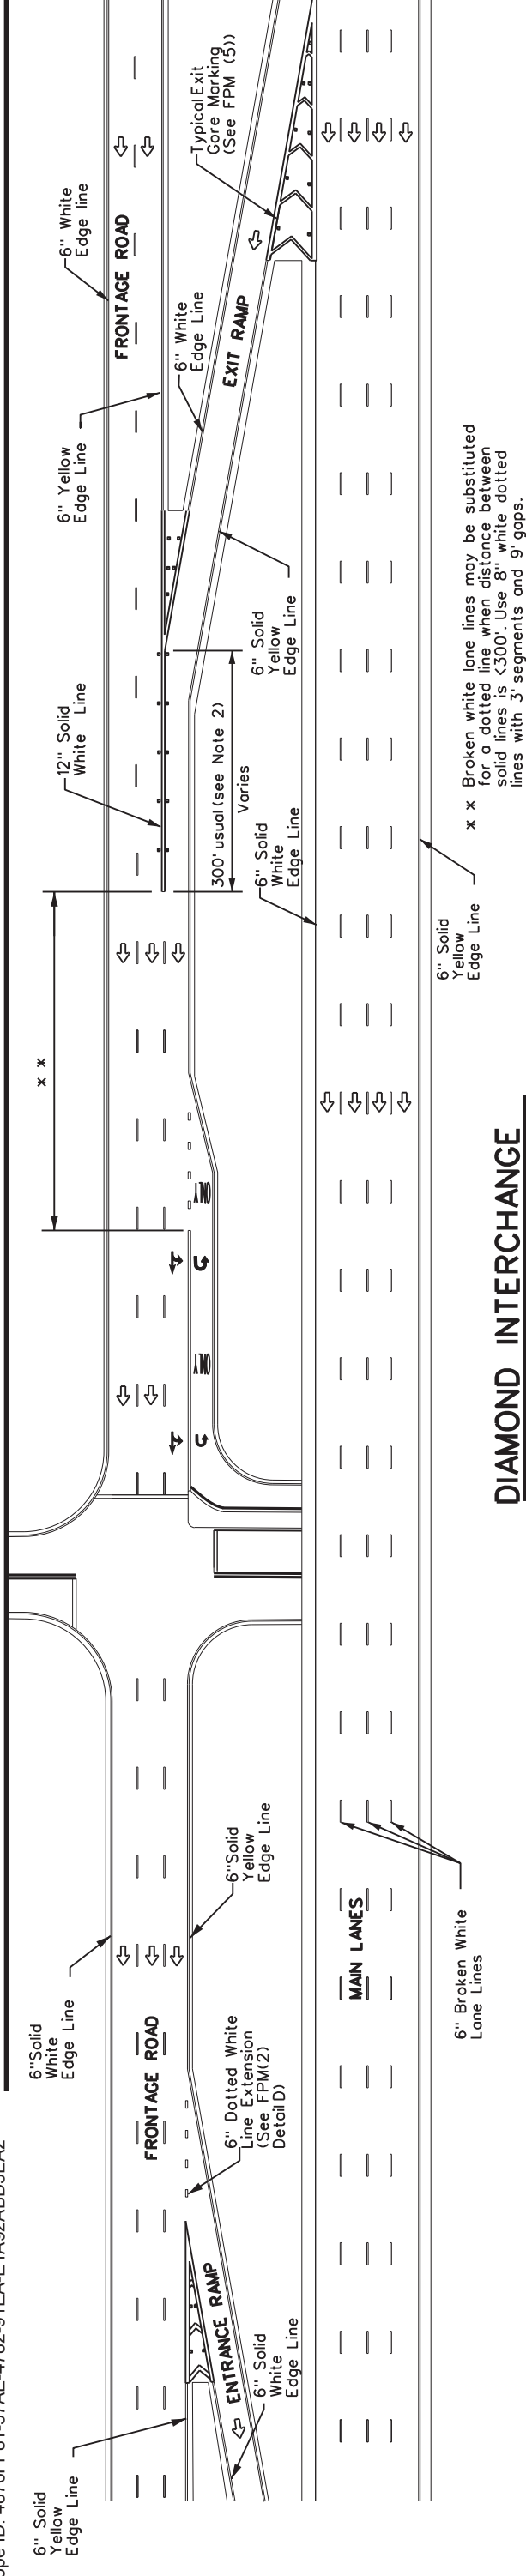 6" White
Edge line
FRONTAGE ROAD
6" Yellow
Edge Line
Typical Exit
Gore Marking
(See FPM (5))
6" White
Edge Line
EXIT RAMP
12" Solid
White Line
6" Solid
Yellow
Edge Line
300' usual (see Note 2)
Varies
6" Solid
White
Edge Line
* *
ONLY
ONLY
6" Solid
Yellow
Edge Line
* * Broken white lane lines may be substituted
for a dotted line when distance between
solid lines is <300'. Use 8" white dotted
lines with 3' segments and 9' gaps.
DIAMOND INTERCHANGE
6"Solid
White
Edge Line
6"Solid
Yellow
Edge Line
FRONTAGE ROAD
6" Dotted White
Line Extension
(See FPM(2)
Detail D)
MAIN LANES
6" Broken White
Lane Lines
6" Solid
Yellow
Edge Line
ENTRANCE RAMP
6" Solid
White
Edge Line